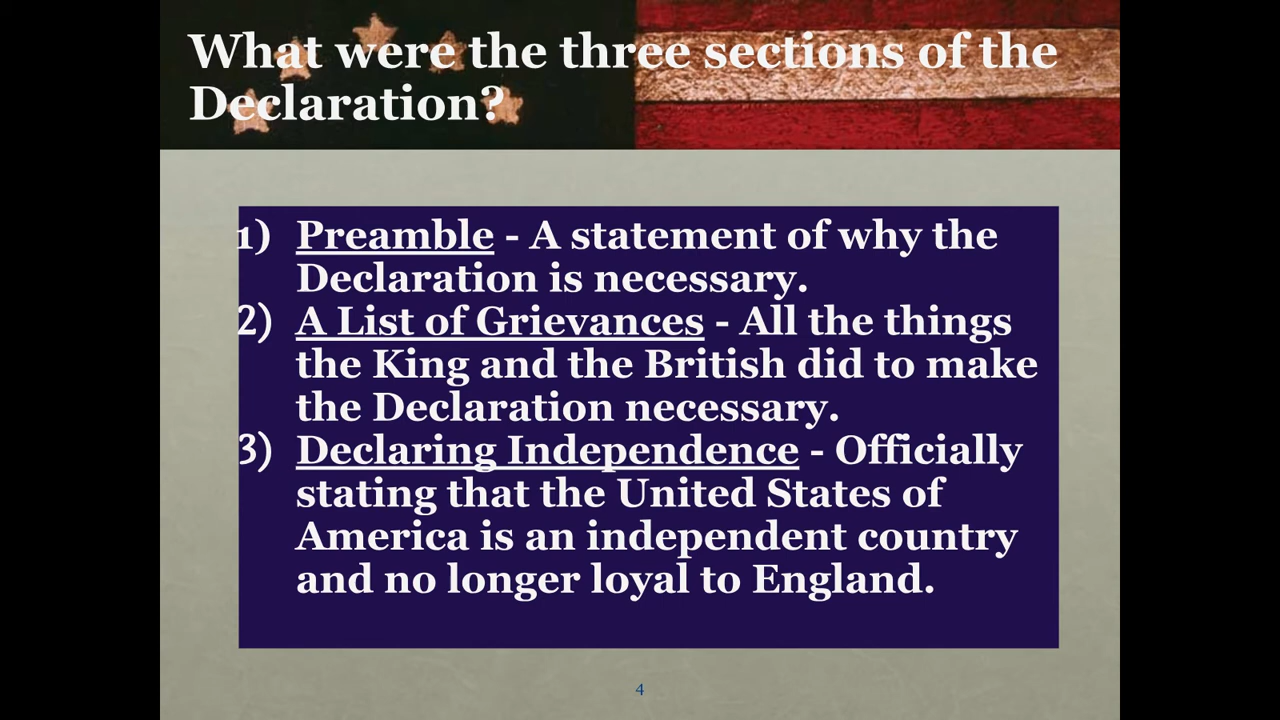 What were the three sections of the
Declaration?
1) Preamble - A statement of why the
Declaration is necessary.
2) A List of Grievances - All the things
the King and the British did to make
the Declaration necessary.
3) Declaring Independence - Officially
stating that the United States of
America is an independent country
and no longer loyal to England.
4